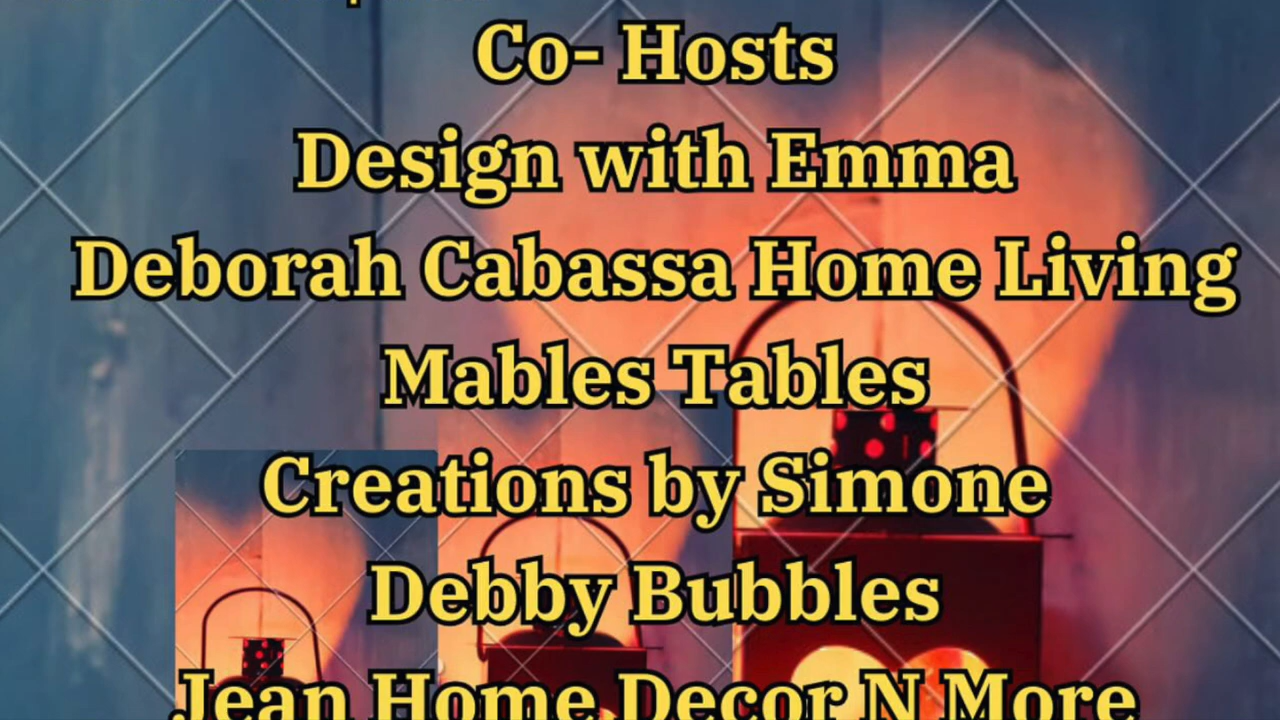 Co- Hosts
Design with Emma
Deborah Cabassa Home Living
Mables Tables
Creations by Simone
Debby Bubbles
Jean Home Decor N More